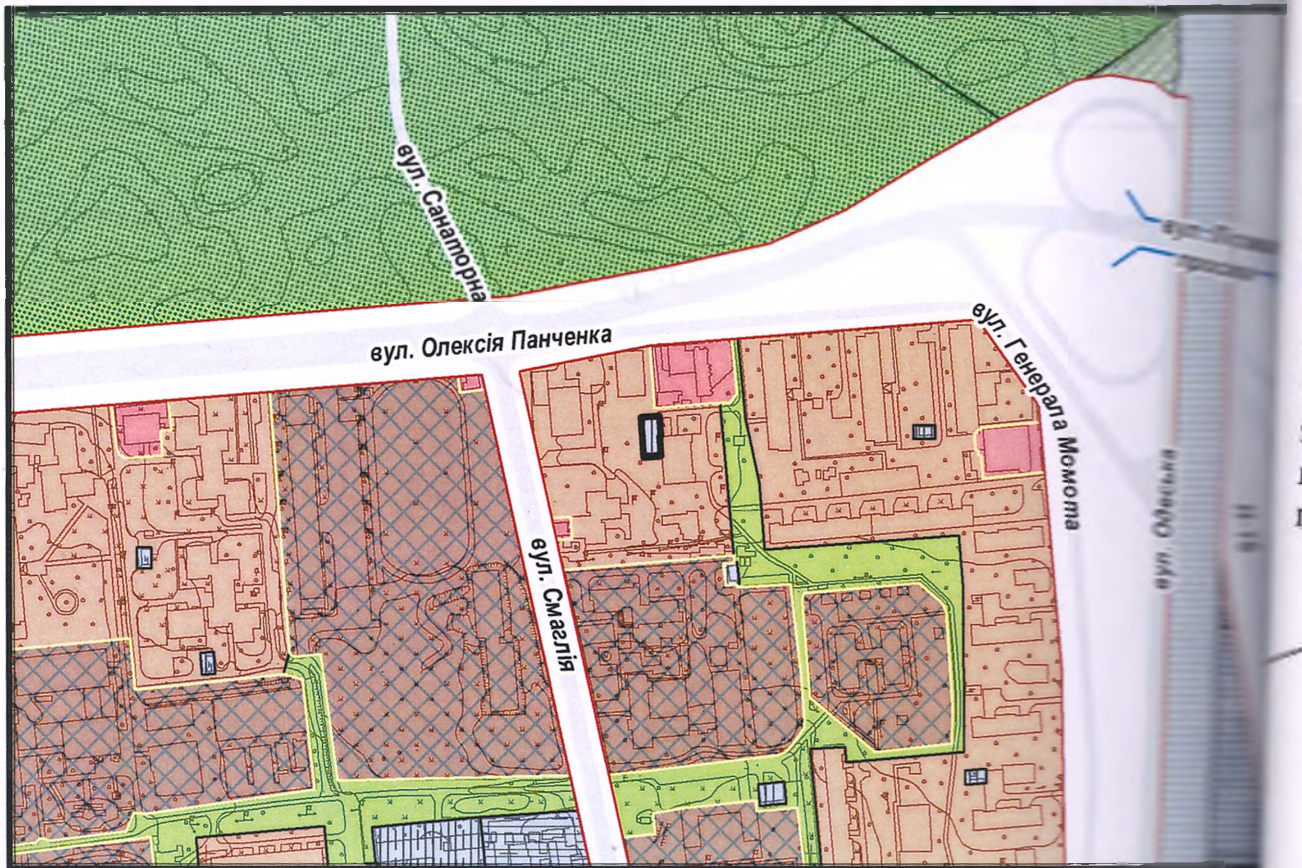 вул. Санаторна
вул. Олексія Панченка
вул. Генерала Момота
вул. Смаглія
вул. Одеська